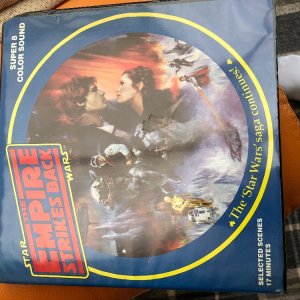 SUPER 8
COLOR SOUND
STAR WARS
THE
EMPIRE
STRIKES BACK
The 'Star Wars' saga continues!
SELECTED SCENES
17 MINUTES